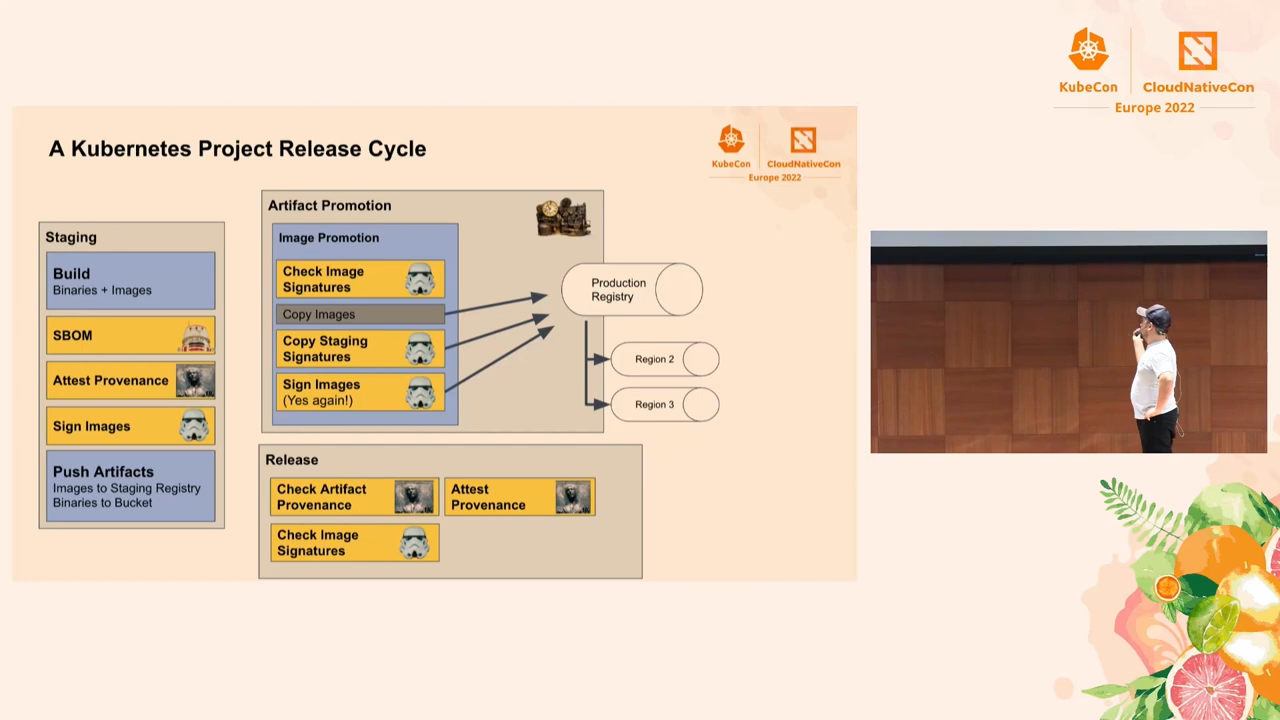 KubeCon
CloudNativeCon
Europe 2022
A Kubernetes Project Release Cycle
KubeCon
CloudNativeCon
Europe 2022
Staging
Build
Binaries + Images
SBOM
Attest Provenance
Sign Images
Push Artifacts
Images to Staging Registry
Binaries to Bucket
Artifact Promotion
Image Promotion
Check Image
Signatures
Copy Images
Copy Staging
Signatures
Sign Images
(Yes again!)
Production
Registry
Region 2
Region 3
Release
Check Artifact
Provenance
Attest
Provenance
Check Image
Signatures